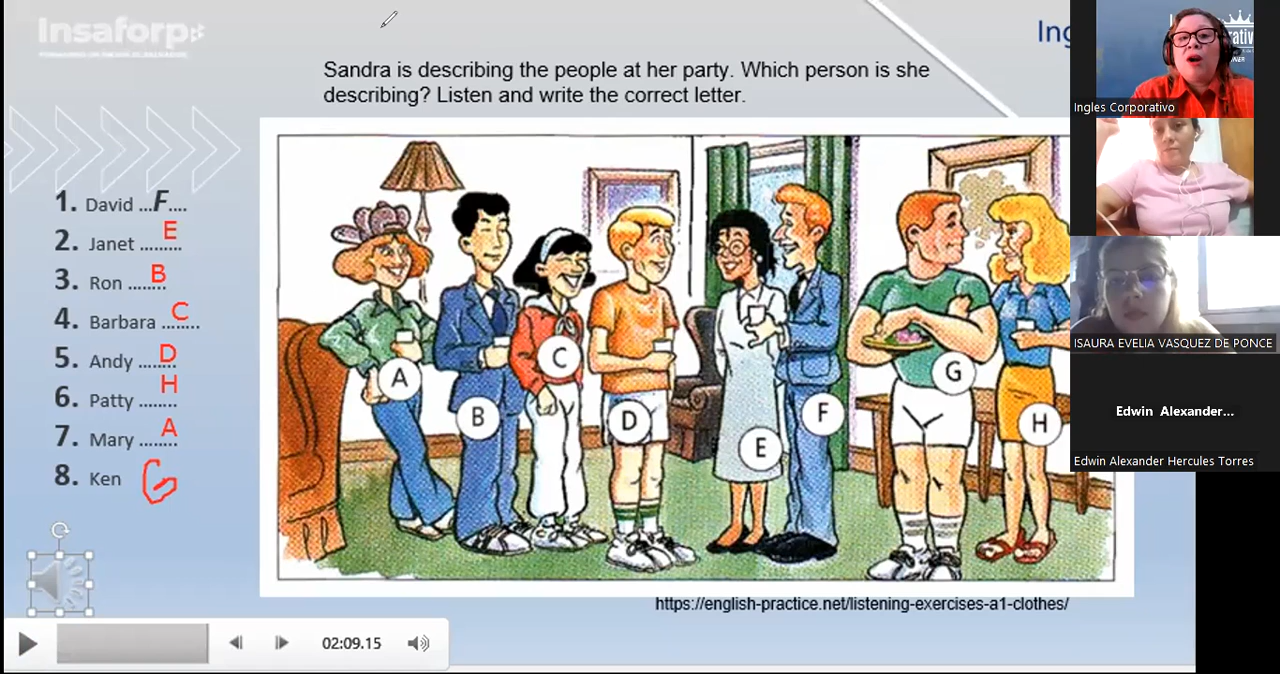 Insaforp
Ing
Sandra is describing the people at her party. Which person is she
describing? Listen and write the correct letter.
1. David ...F....
2. Janet ......... E
3. Ron ........ B
4. Barbara ........ C
5. Andy ........ D
6. Patty ........ H
7. Mary ......... A
8. Ken G
A
B
C
D
E
F
G
H
https://english-practice.net/listening-exercises-a1-clothes/
02:09.15
Ingles Corporativo
ISAURA EVELIA VASQUEZ DE PONCE
Edwin Alexander...
Edwin Alexander Hercules Torres